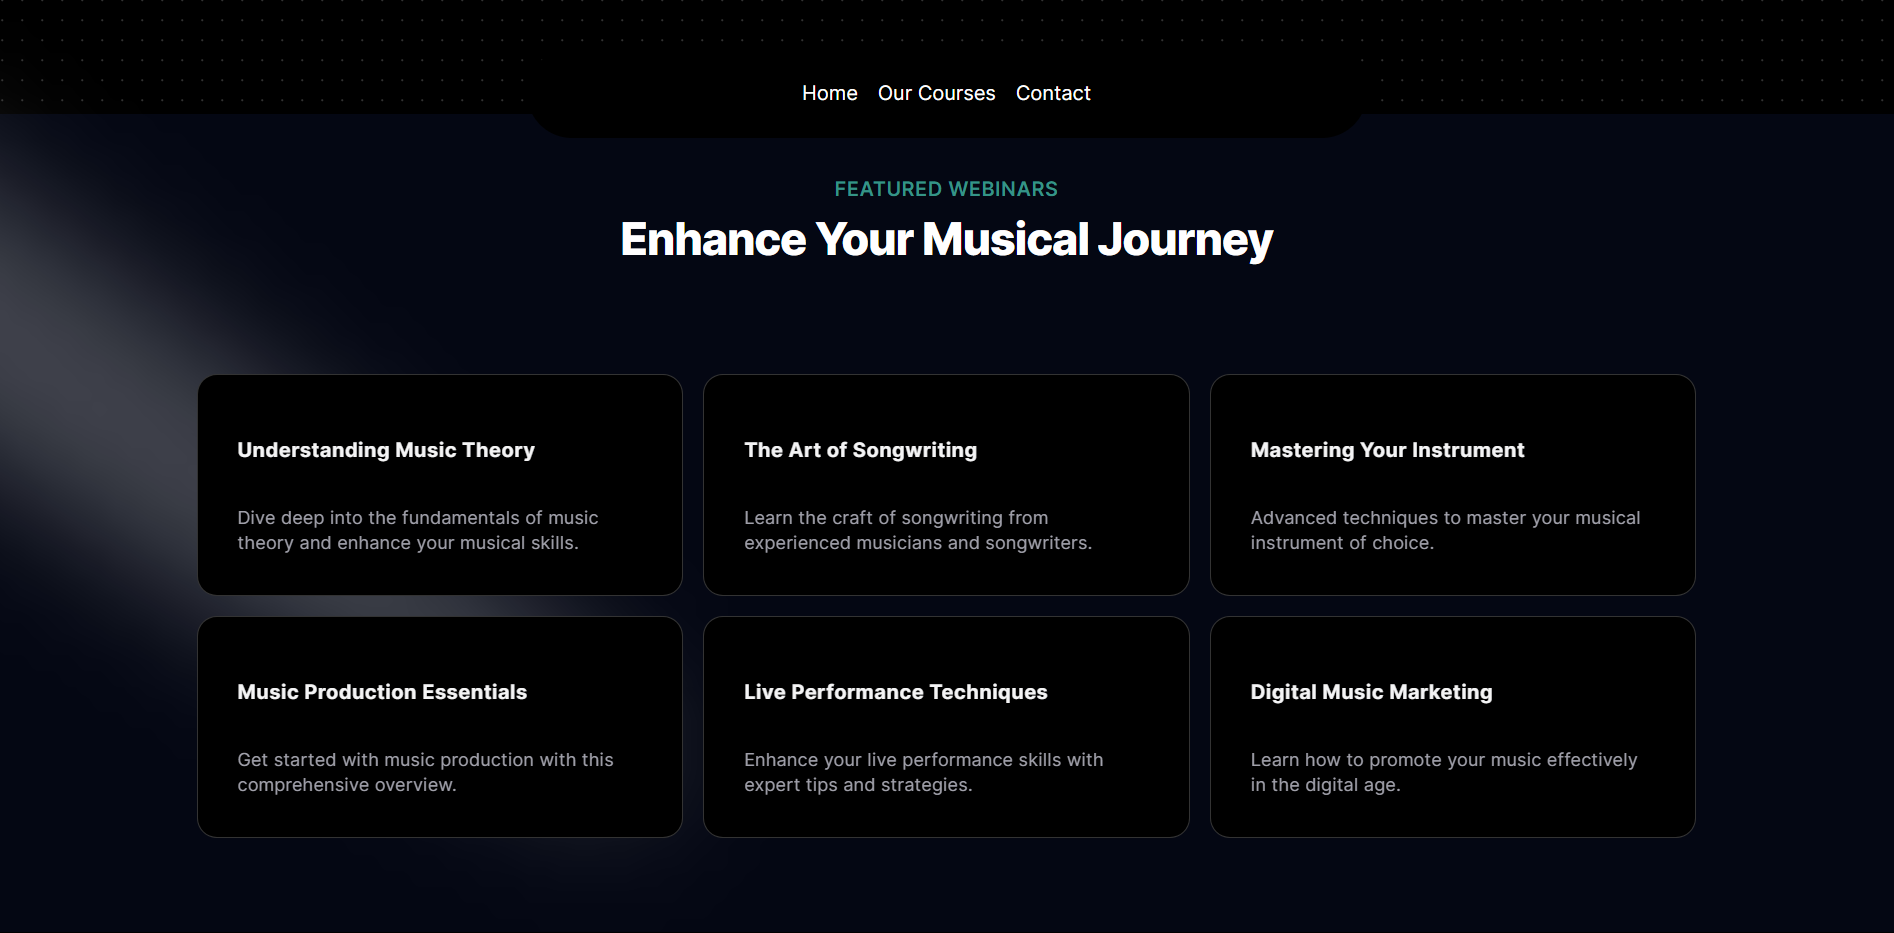 Home Our Courses Contact
FEATURED WEBINARS
Enhance Your Musical Journey
Understanding Music Theory
Dive deep into the fundamentals of music
theory and enhance your musical skills.
The Art of Songwriting
Learn the craft of songwriting from
experienced musicians and songwriters.
Mastering Your Instrument
Advanced techniques to master your musical
instrument of choice.
Music Production Essentials
Get started with music production with this
comprehensive overview.
Live Performance Techniques
Enhance your live performance skills with
expert tips and strategies.
Digital Music Marketing
Learn how to promote your music effectively
in the digital age.